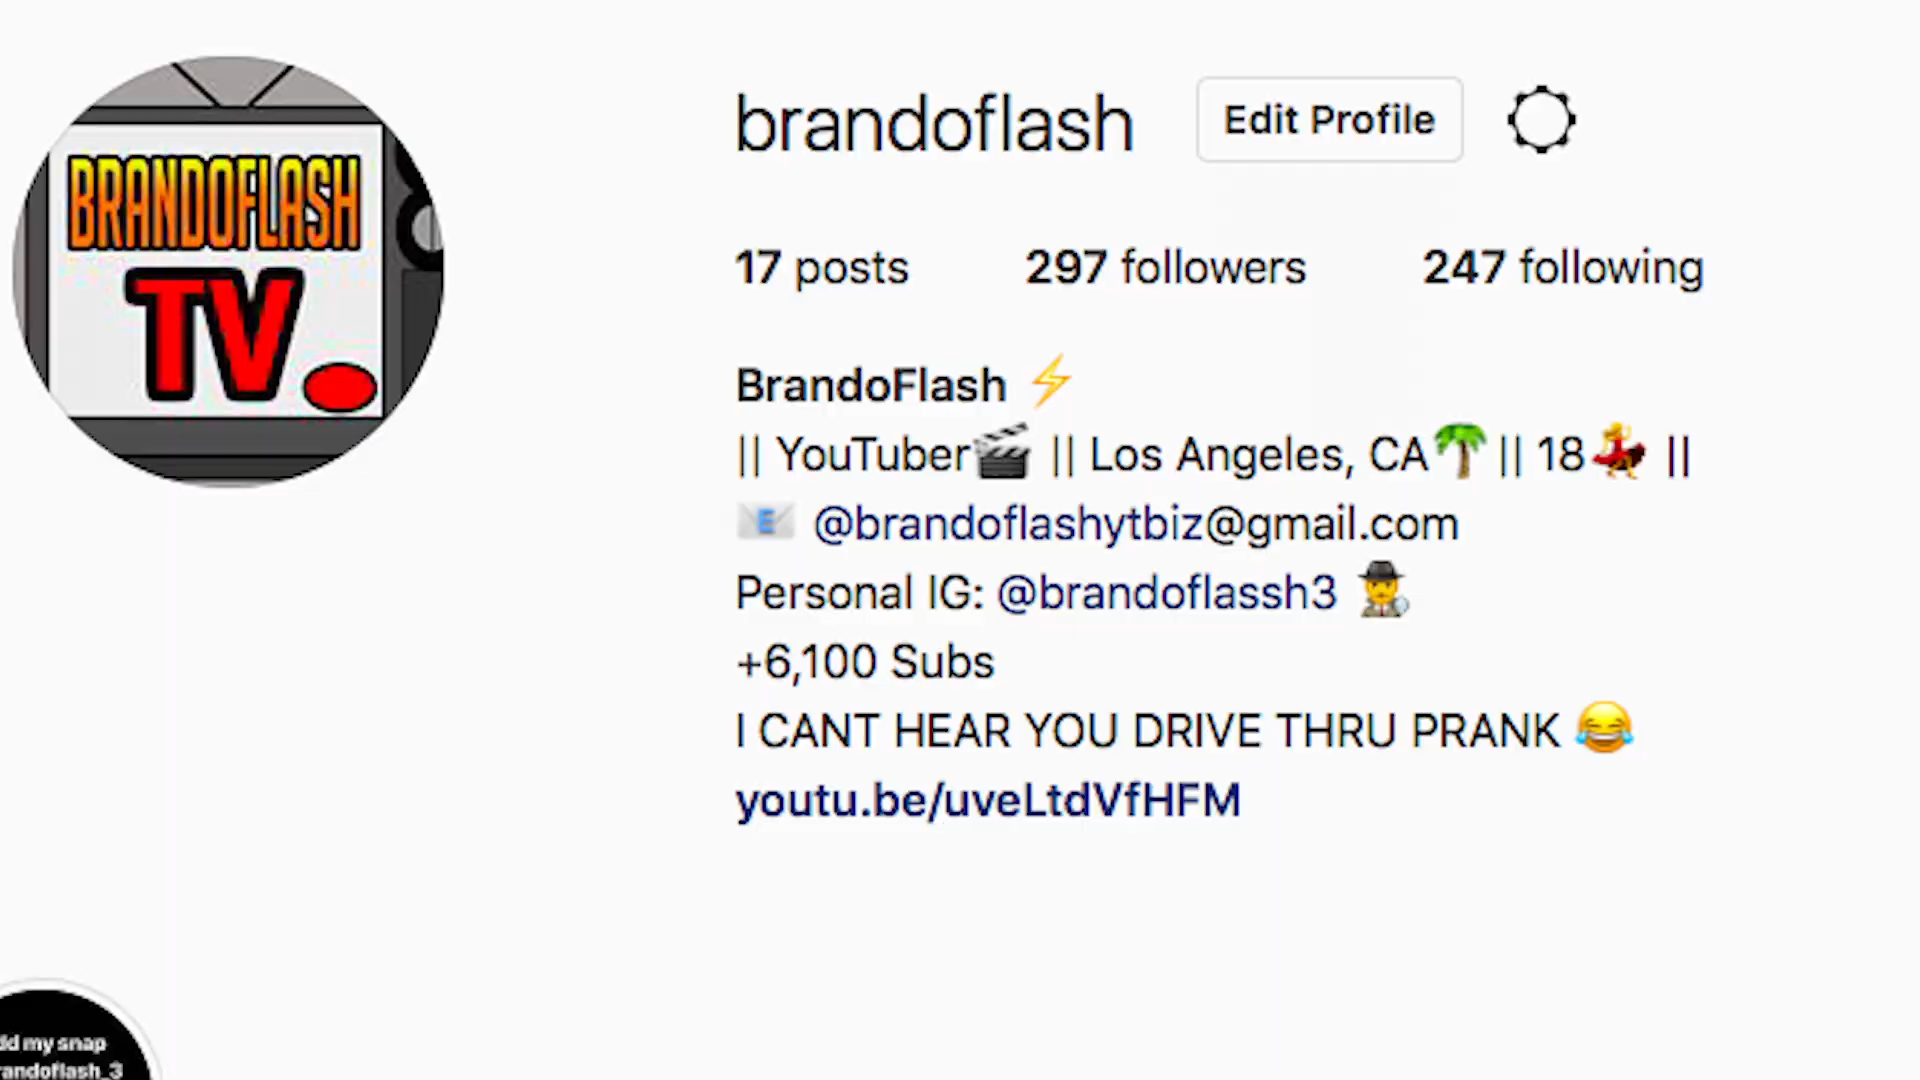 BRANDOFLASH
TV
brandoflash Edit Profile
17 posts 297 followers 247 following
BrandoFlash ⚡
|| YouTuber🎬 || Los Angeles, CA🌴|| 18💃 ||
📧 @brandoflashytbiz@gmail.com
Personal IG: @brandoflassh3 🕵️
+6,100 Subs
I CANT HEAR YOU DRIVE THRU PRANK 😂
youtu.be/uveLtdVfHFM
my snap